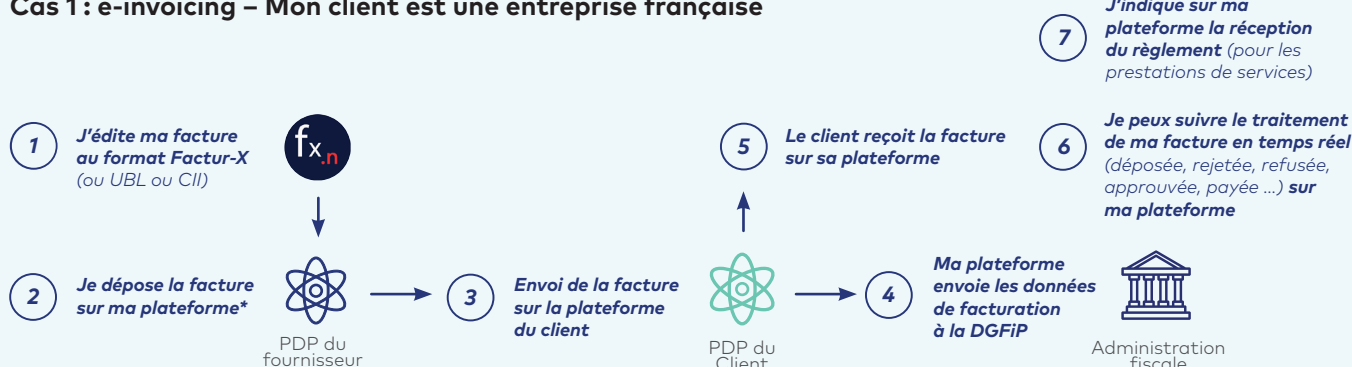 Cas 1 : e-invoicing – Mon client est une entreprise française
1
J'édite ma facture
au format Factur-X
(ou UBL ou CII)
fx.n
2
Je dépose la facture
sur ma plateforme*
PDP du
fournisseur
3
Envoi de la facture
sur la plateforme
du client
PDP du
Client
4
Ma plateforme
envoie les données
de facturation
à la DGFiP
Administration
fiscale
5
Le client reçoit la facture
sur sa plateforme
6
Je peux suivre le traitement
de ma facture en temps réel
(déposée, rejetée, refusée,
approuvée, payée ...) sur
ma plateforme
7
J'indique sur ma
plateforme la réception
du règlement (pour les
prestations de services)